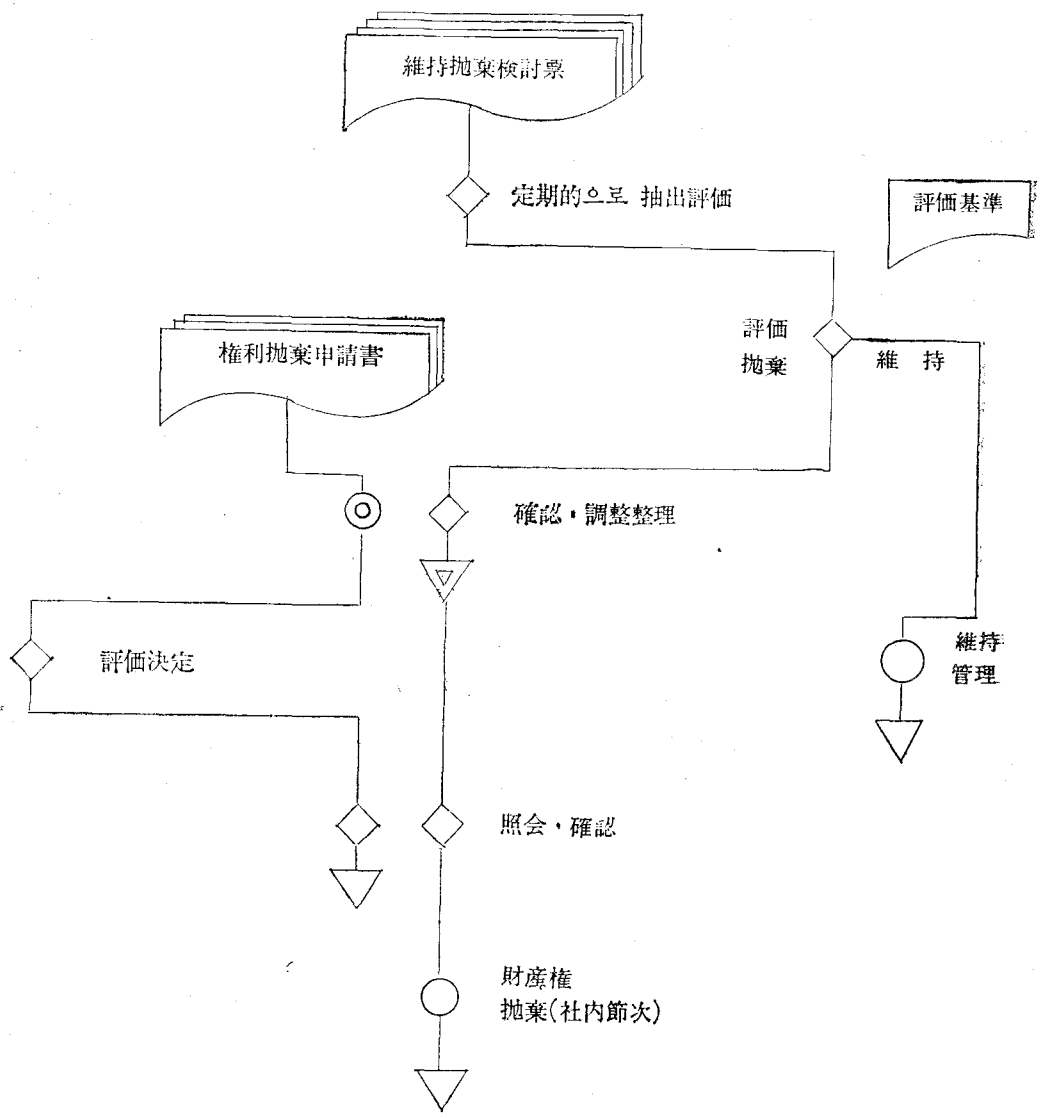 維持抛棄検討票
定期的으로 抽出評価
評価基準
権利抛棄申請書
評価
抛棄
維 持
確認・調整整理
評価決定
維持
管理
照会・確認
財産権
抛棄(社内節次)